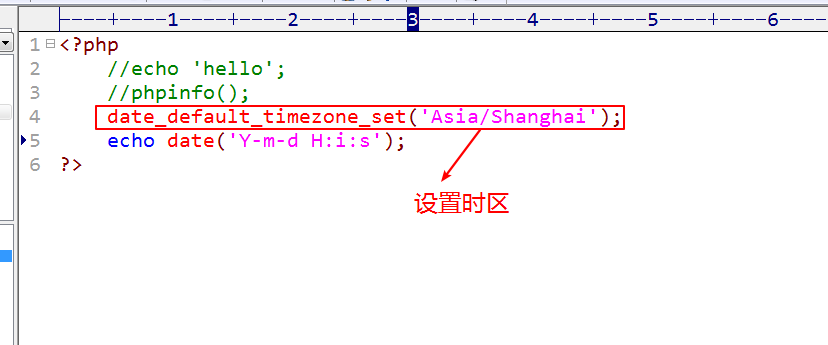 1 2 3 4 5 6
1 <?php
2 //echo 'hello';
3 //phpinfo();
4 date_default_timezone_set('Asia/Shanghai');
5 echo date('Y-m-d H:i:s');
6 ?>
设置时区